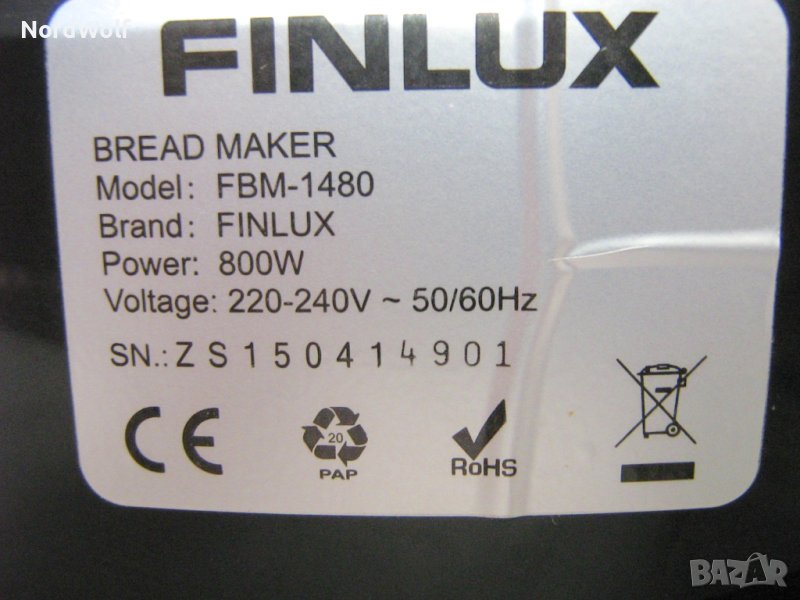 Nordwolf
FINLUX
BREAD MAKER
Model: FBM-1480
Brand: FINLUX
Power: 800W
Voltage: 220-240V ~ 50/60Hz
SN.: ZS150414901
CE
20
PAP
RoHS
BAZAR